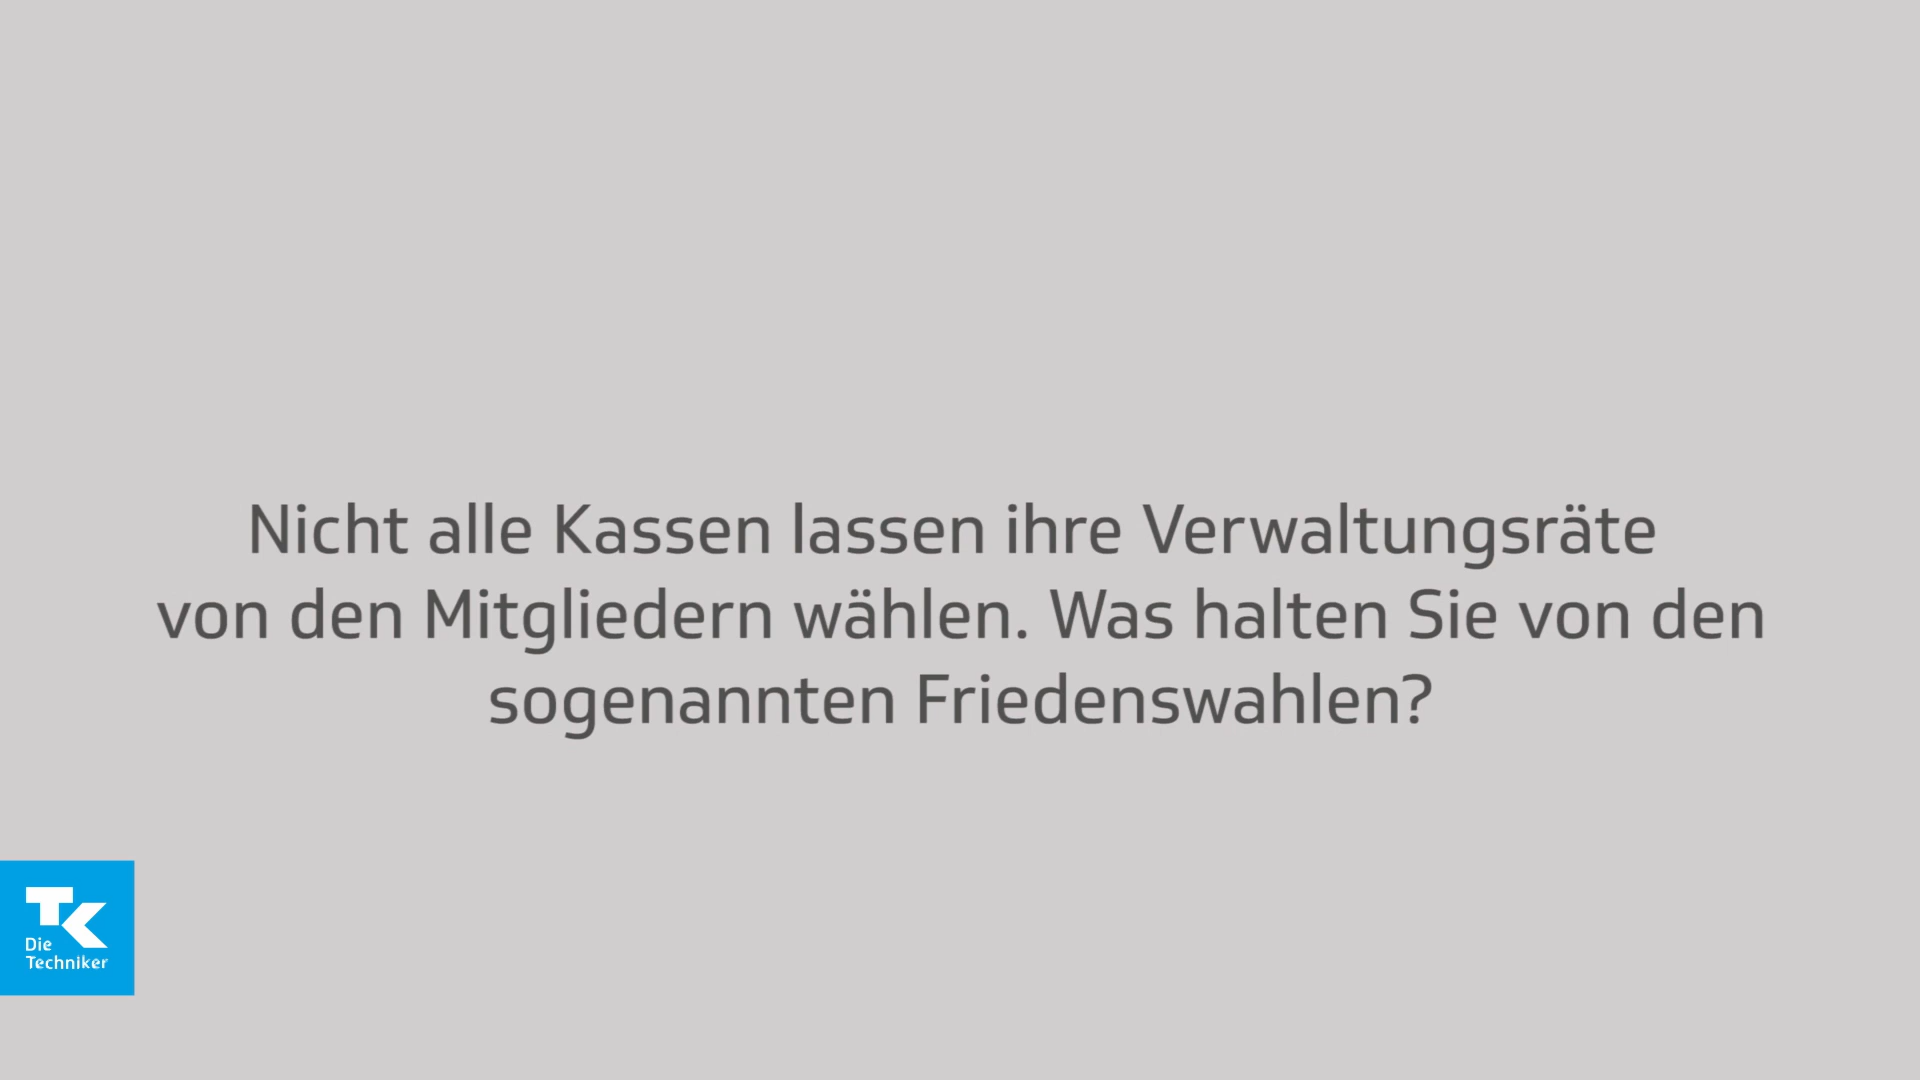 Nicht alle Kassen lassen ihre Verwaltungsräte
von den Mitgliedern wählen. Was halten Sie von den
sogenannten Friedenswahlen?
TK
Die
Techniker